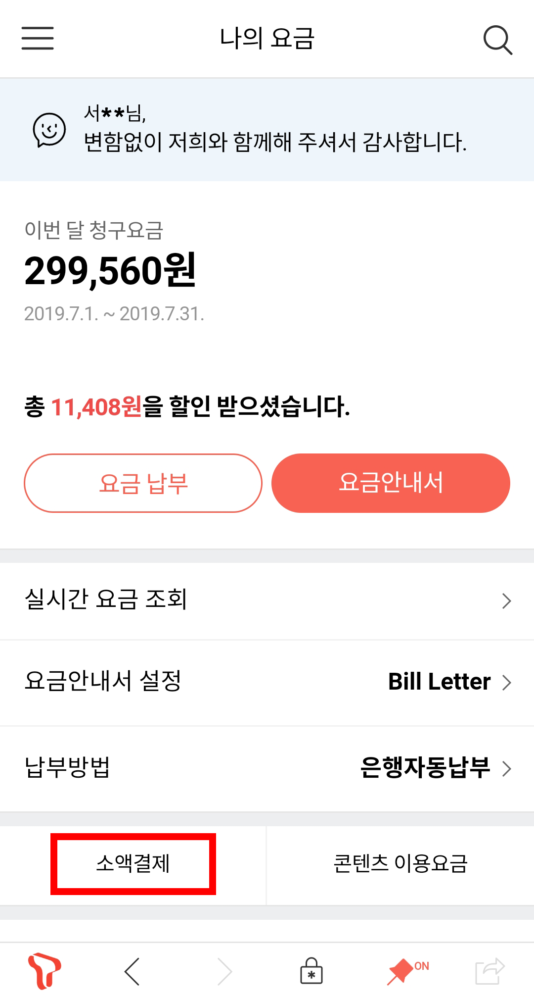 나의 요금
서**님,
변함없이 저희와 함께해 주셔서 감사합니다.
이번 달 청구요금
299,560원
2019.7.1. ~ 2019.7.31.
총 11,408원을 할인 받으셨습니다.
요금 납부
요금안내서
실시간 요금 조회
요금안내서 설정 Bill Letter
납부방법 은행자동납부
소액결제
콘텐츠 이용요금
ON